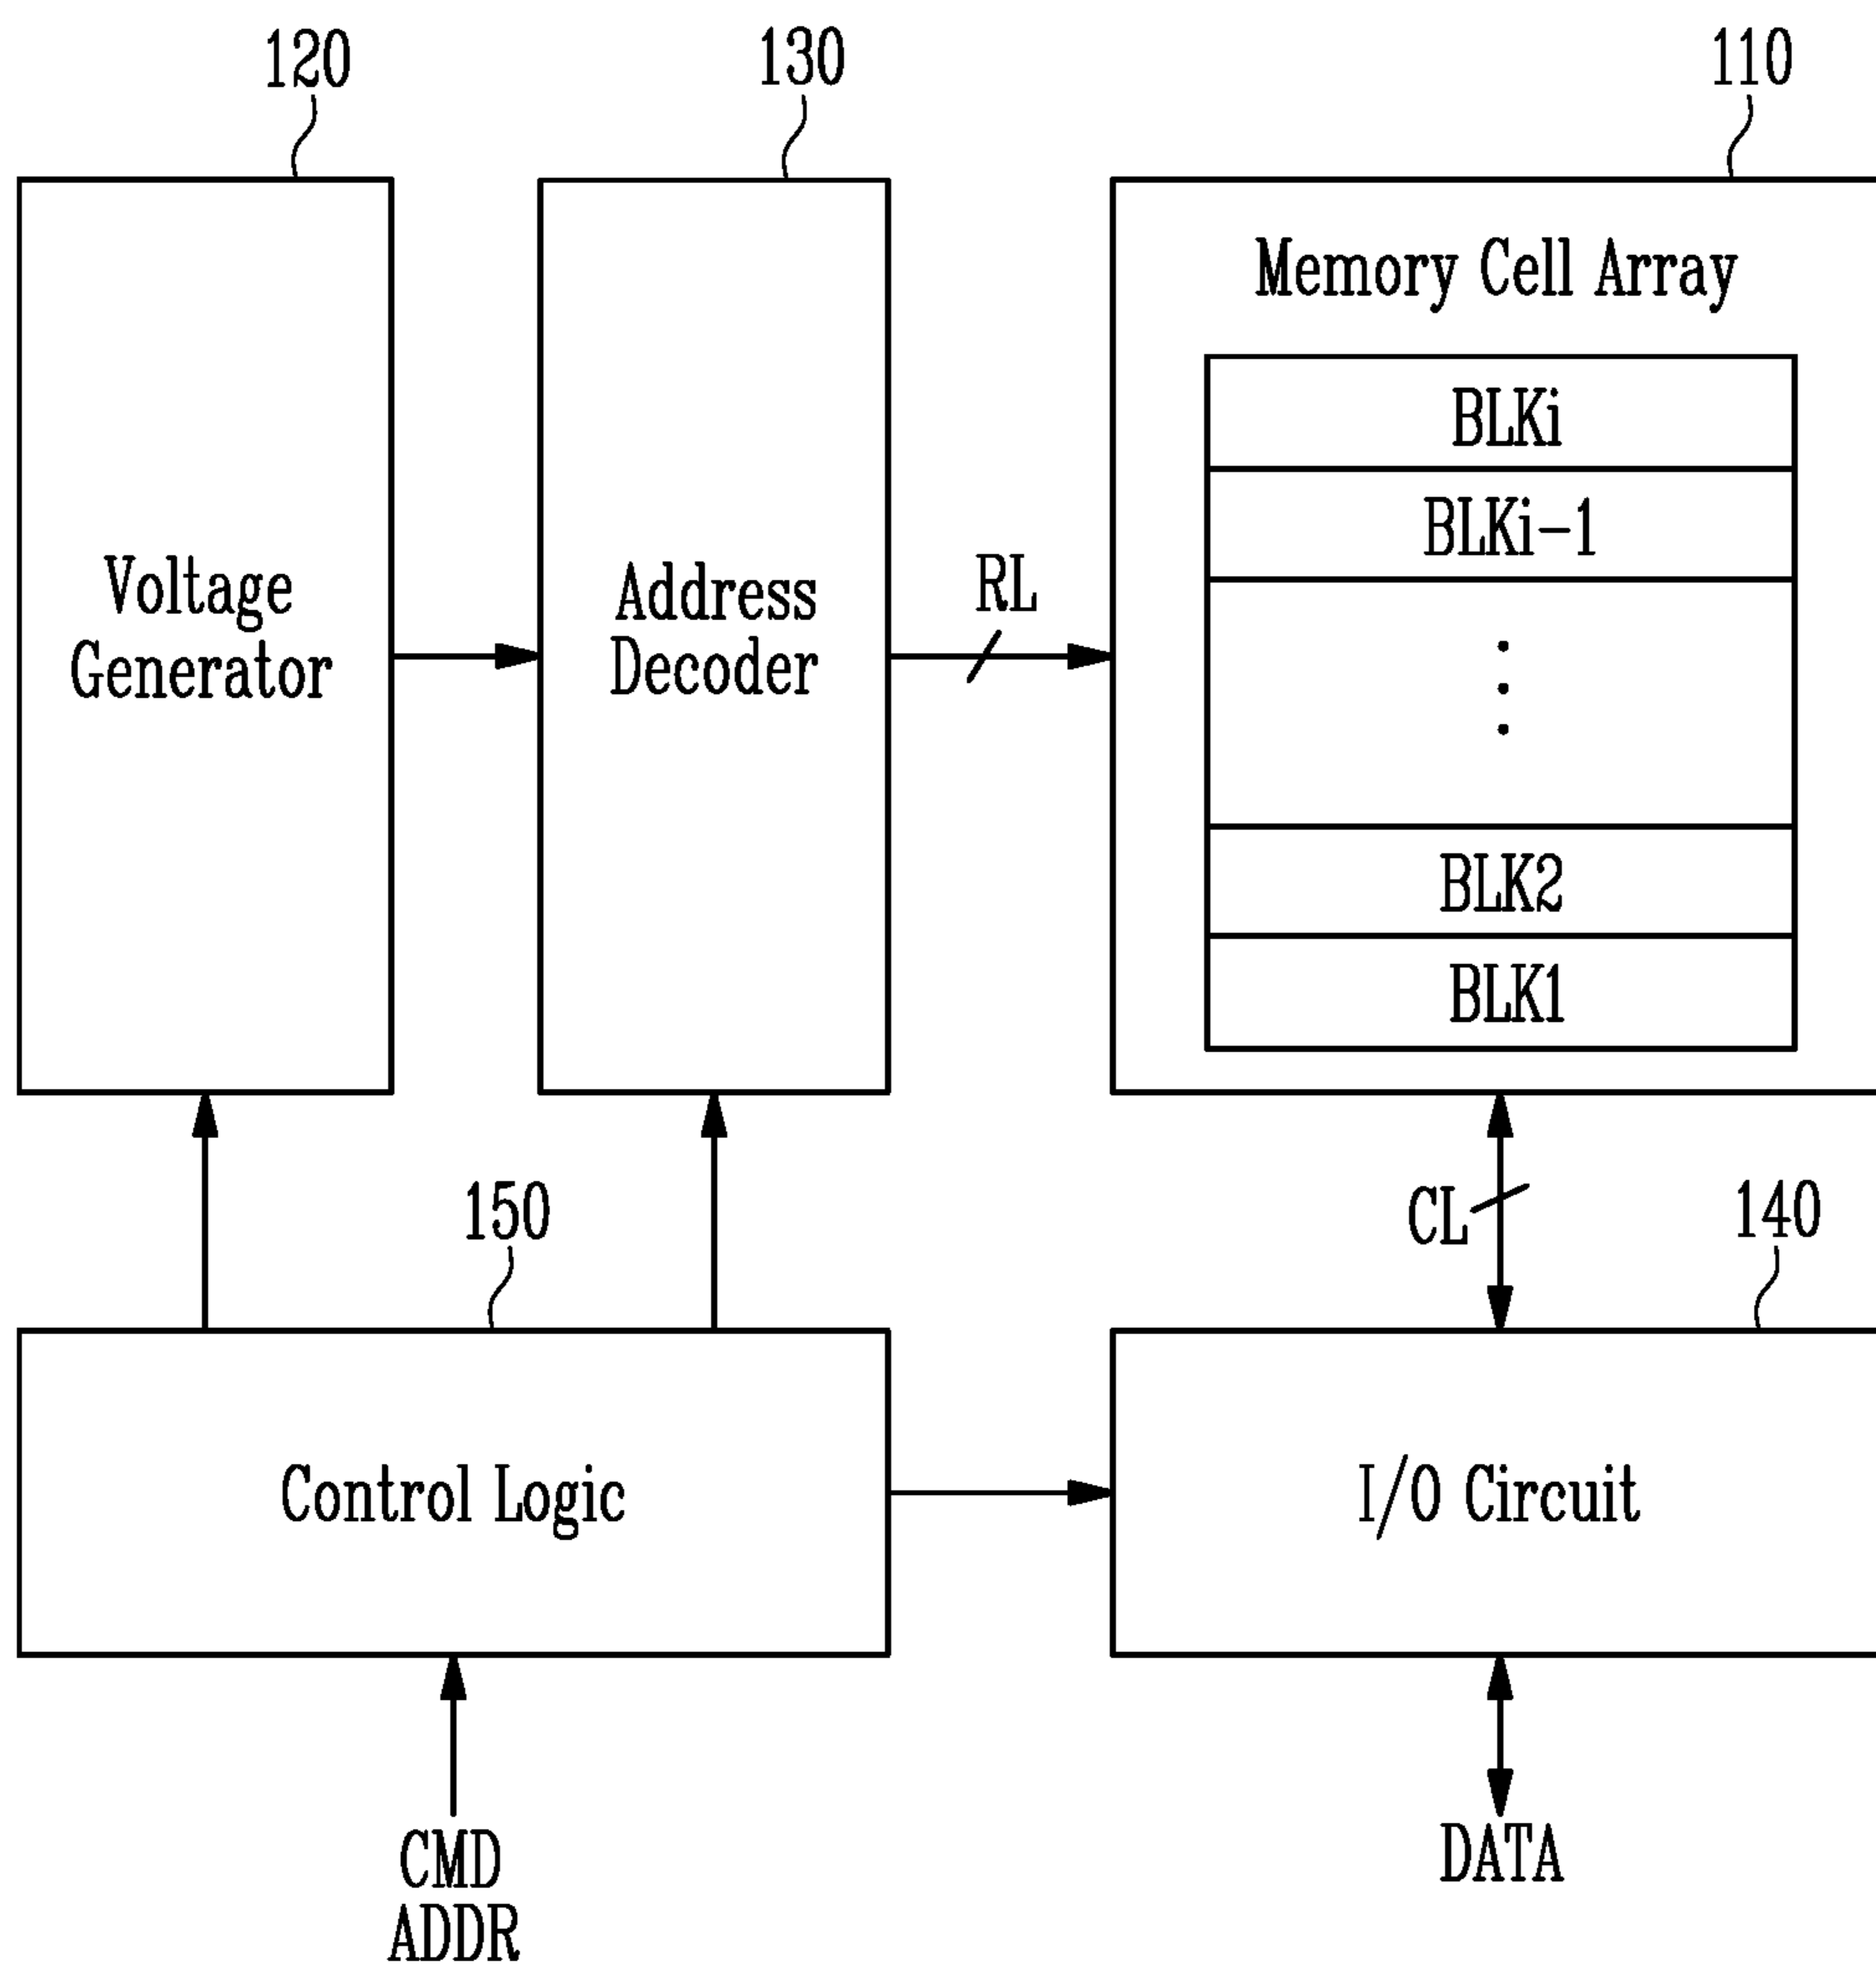 120
130
110
Voltage
Generator
Address
Decoder
RL
Memory Cell Array
BLKi
BLKi-1
BLK2
BLK1
150
CL
140
Control Logic
I/O Circuit
CMD
ADDR
DATA